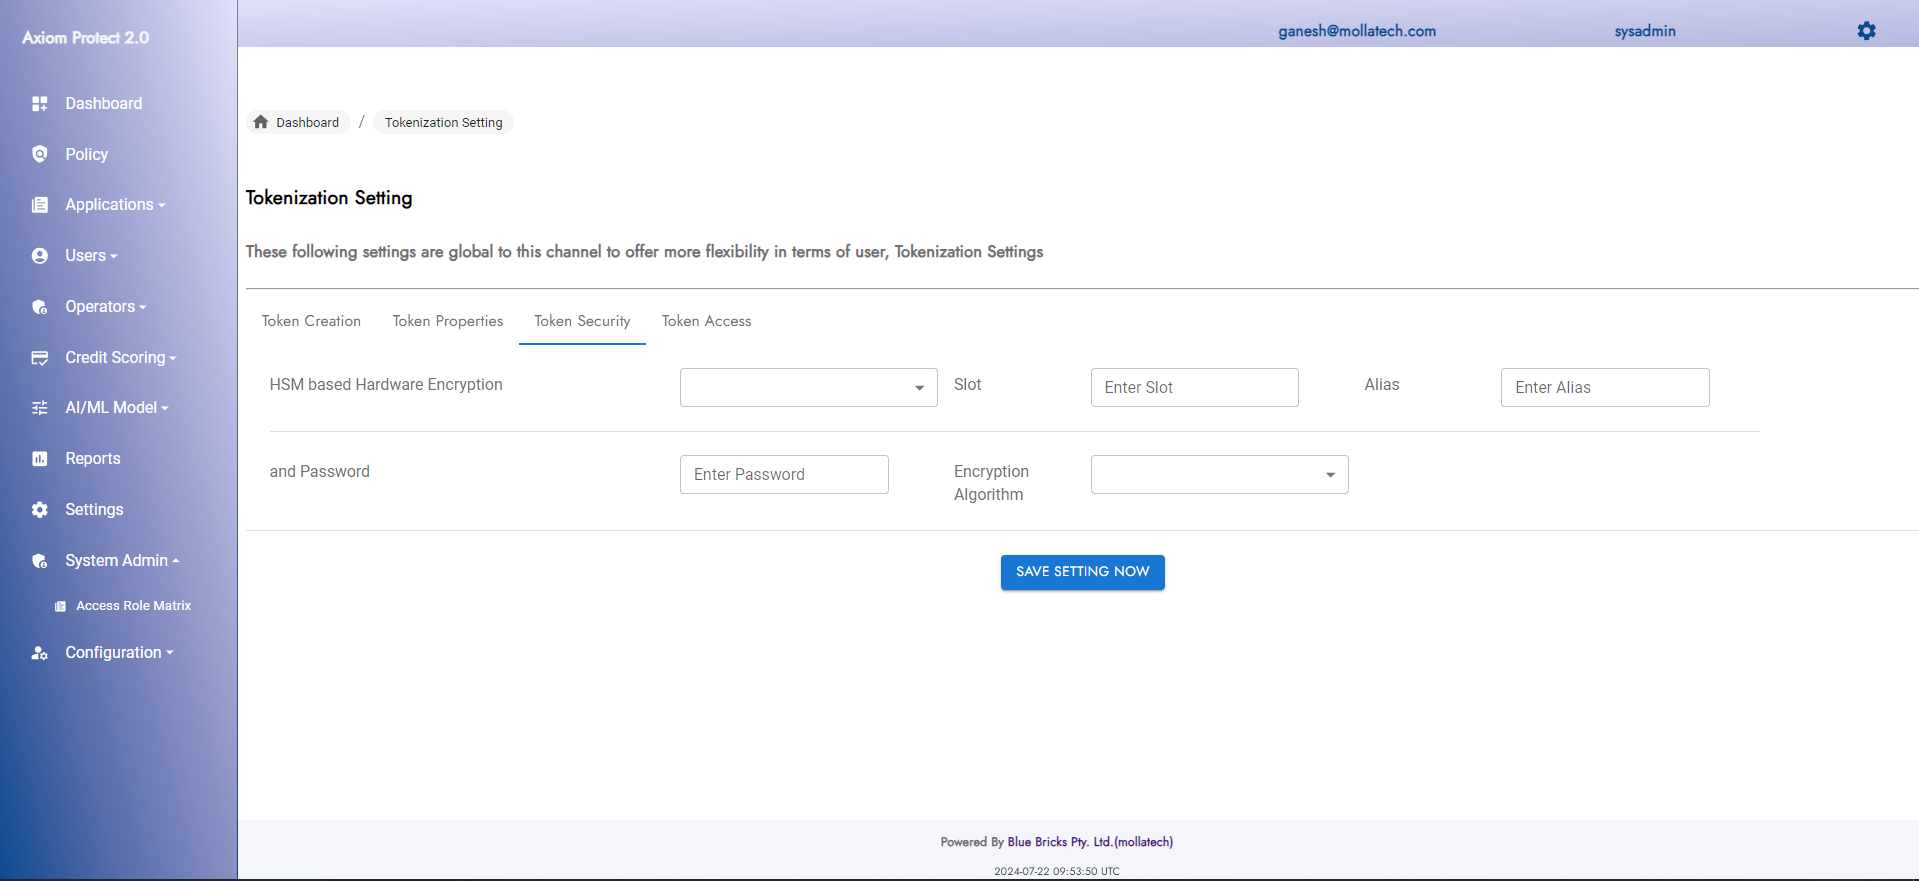 Axiom Protect 2.0
ganesh@mollatech.com
sysadmin
Dashboard
Policy
Applications
Users
Operators
Credit Scoring
AI/ML Model
Reports
Settings
System Admin
Access Role Matrix
Configuration
Dashboard / Tokenization Setting
Tokenization Setting
These following settings are global to this channel to offer more flexibility in terms of user, Tokenization Settings
Token Creation Token Properties Token Security Token Access
HSM based Hardware Encryption Slot Enter Slot Alias Enter Alias
and Password Enter Password Encryption
Algorithm
SAVE SETTING NOW
Powered By Blue Bricks Pty. Ltd.(mollatech)
2024-07-22 09:53:50 UTC